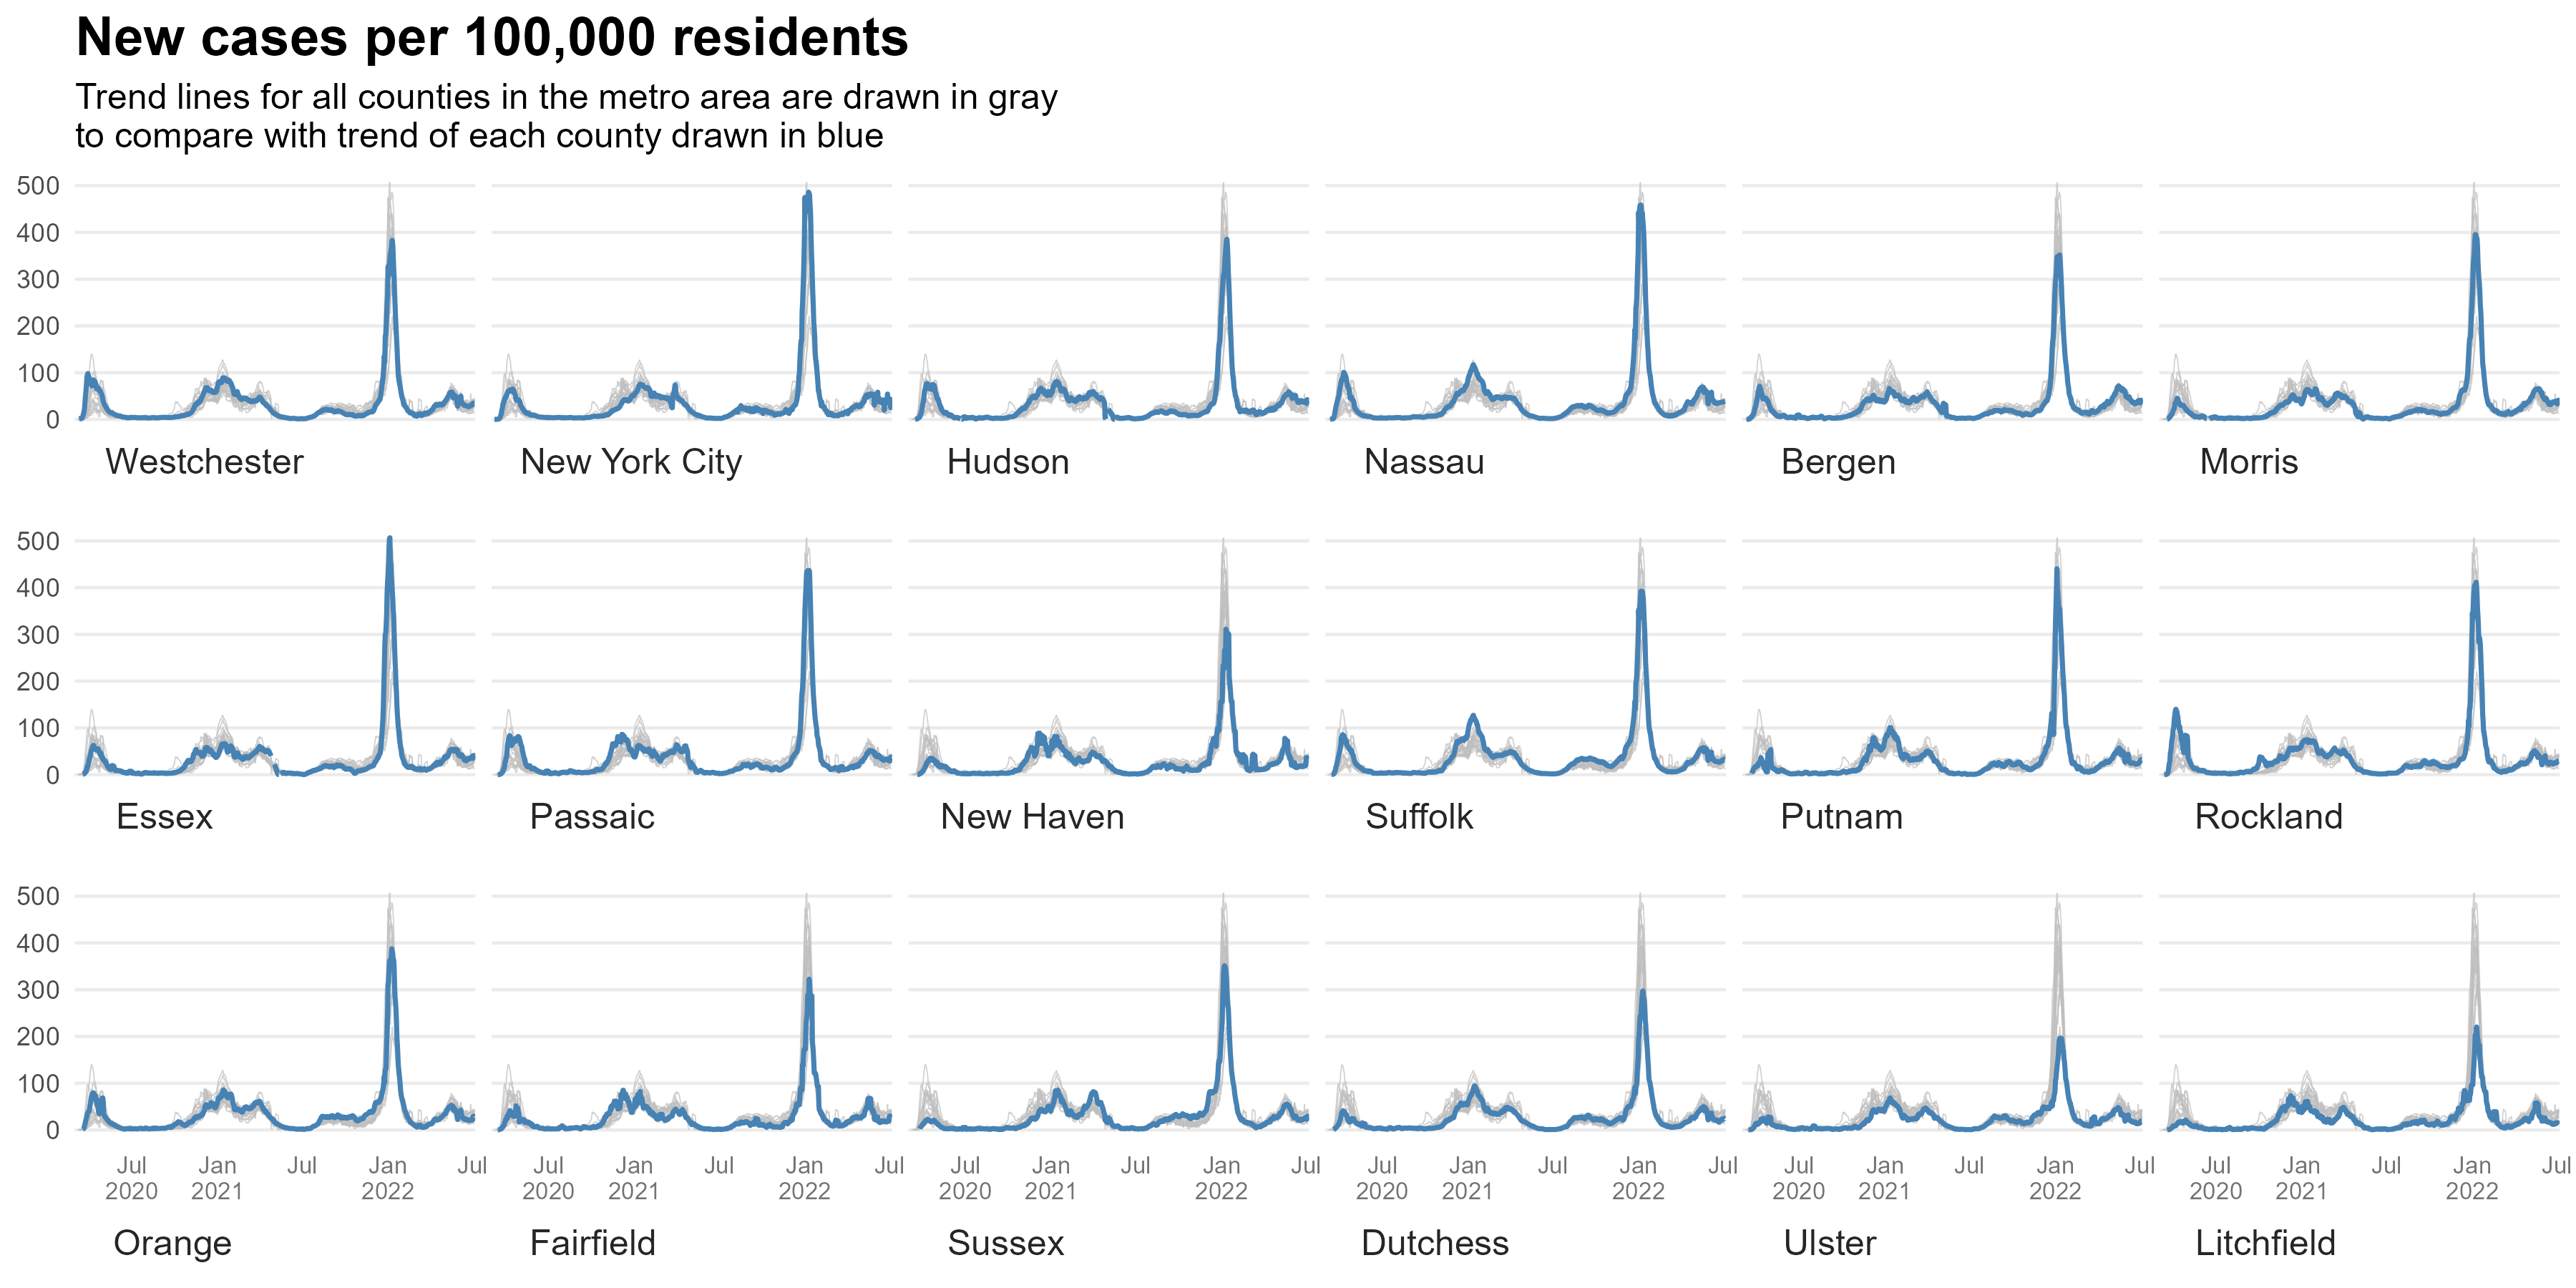 New cases per 100,000 residents
Trend lines for all counties in the metro area are drawn in gray
to compare with trend of each county drawn in blue
500
400
300
200
100
0
Westchester New York City Hudson Nassau Bergen Morris
500
400
300
200
100
0
Essex Passaic New Haven Suffolk Putnam Rockland
500
400
300
200
100
0
Jul Jan Jul Jan Jul Jul Jan Jul Jan Jul Jul Jan Jul Jan Jul Jul Jan Jul Jan Jul Jul Jan Jul Jan Jul Jul Jan Jul Jan Jul
2020 2021 2022 2020 2021 2022 2020 2021 2022 2020 2021 2022 2020 2021 2022 2020 2021 2022
Orange Fairfield Sussex Dutchess Ulster Litchfield